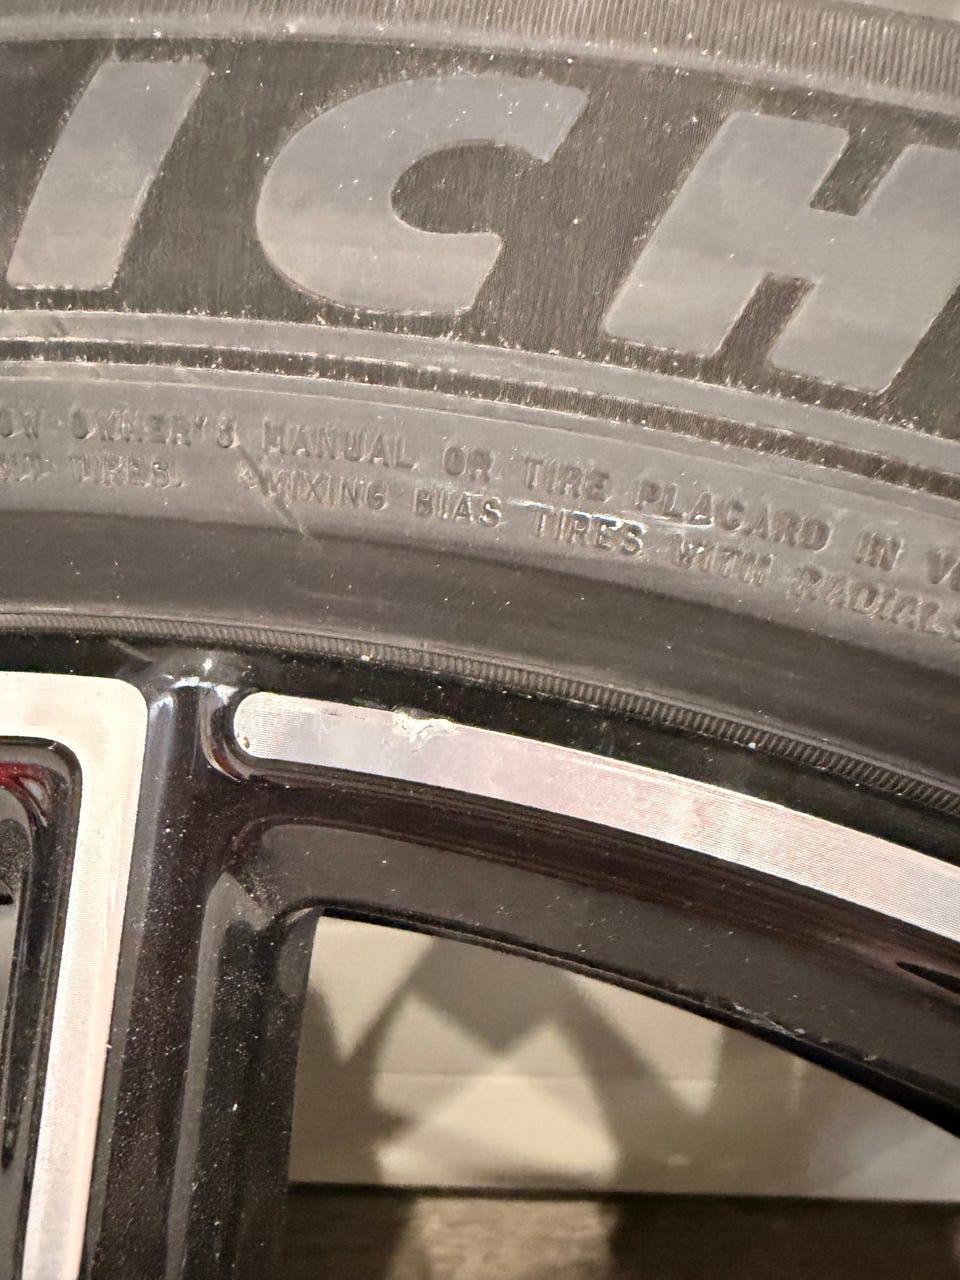 ICH
OWNER'S MANUAL OR TIRE PLACARD IN
TIRES. MIXING BIAS TIRES WITH RADIALS